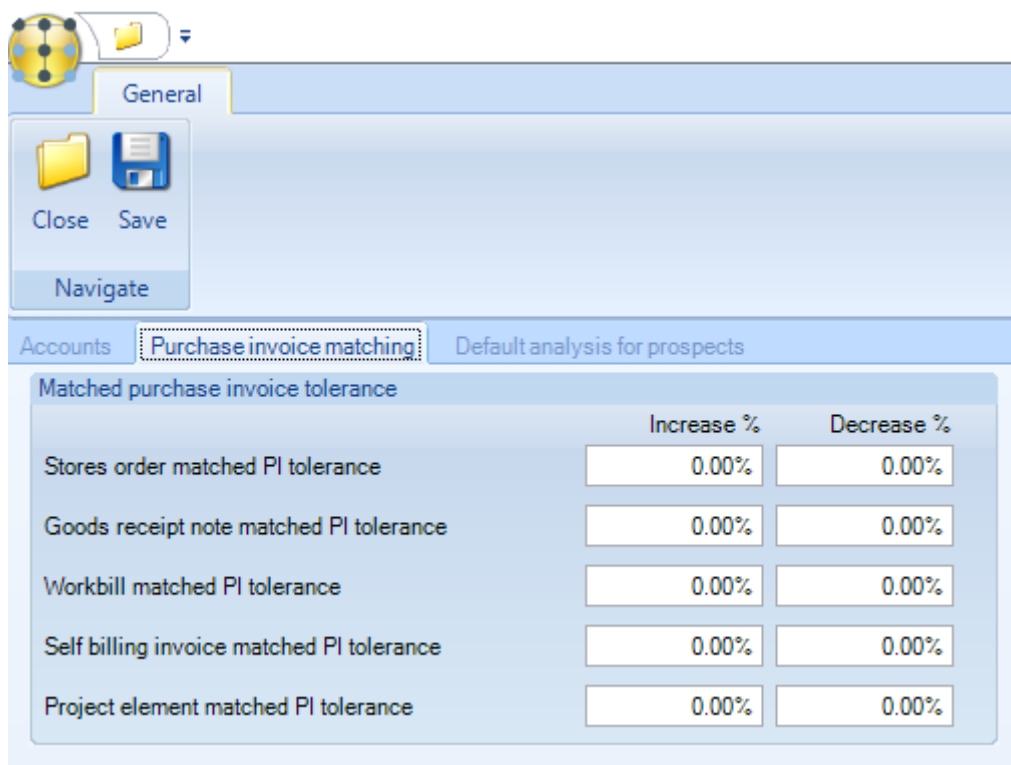 General
Close Save
Navigate
Accounts Purchase invoice matching Default analysis for prospects
Matched purchase invoice tolerance
Increase % Decrease %
Stores order matched PI tolerance 0.00% 0.00%
Goods receipt note matched PI tolerance 0.00% 0.00%
Workbill matched PI tolerance 0.00% 0.00%
Self billing invoice matched PI tolerance 0.00% 0.00%
Project element matched PI tolerance 0.00% 0.00%